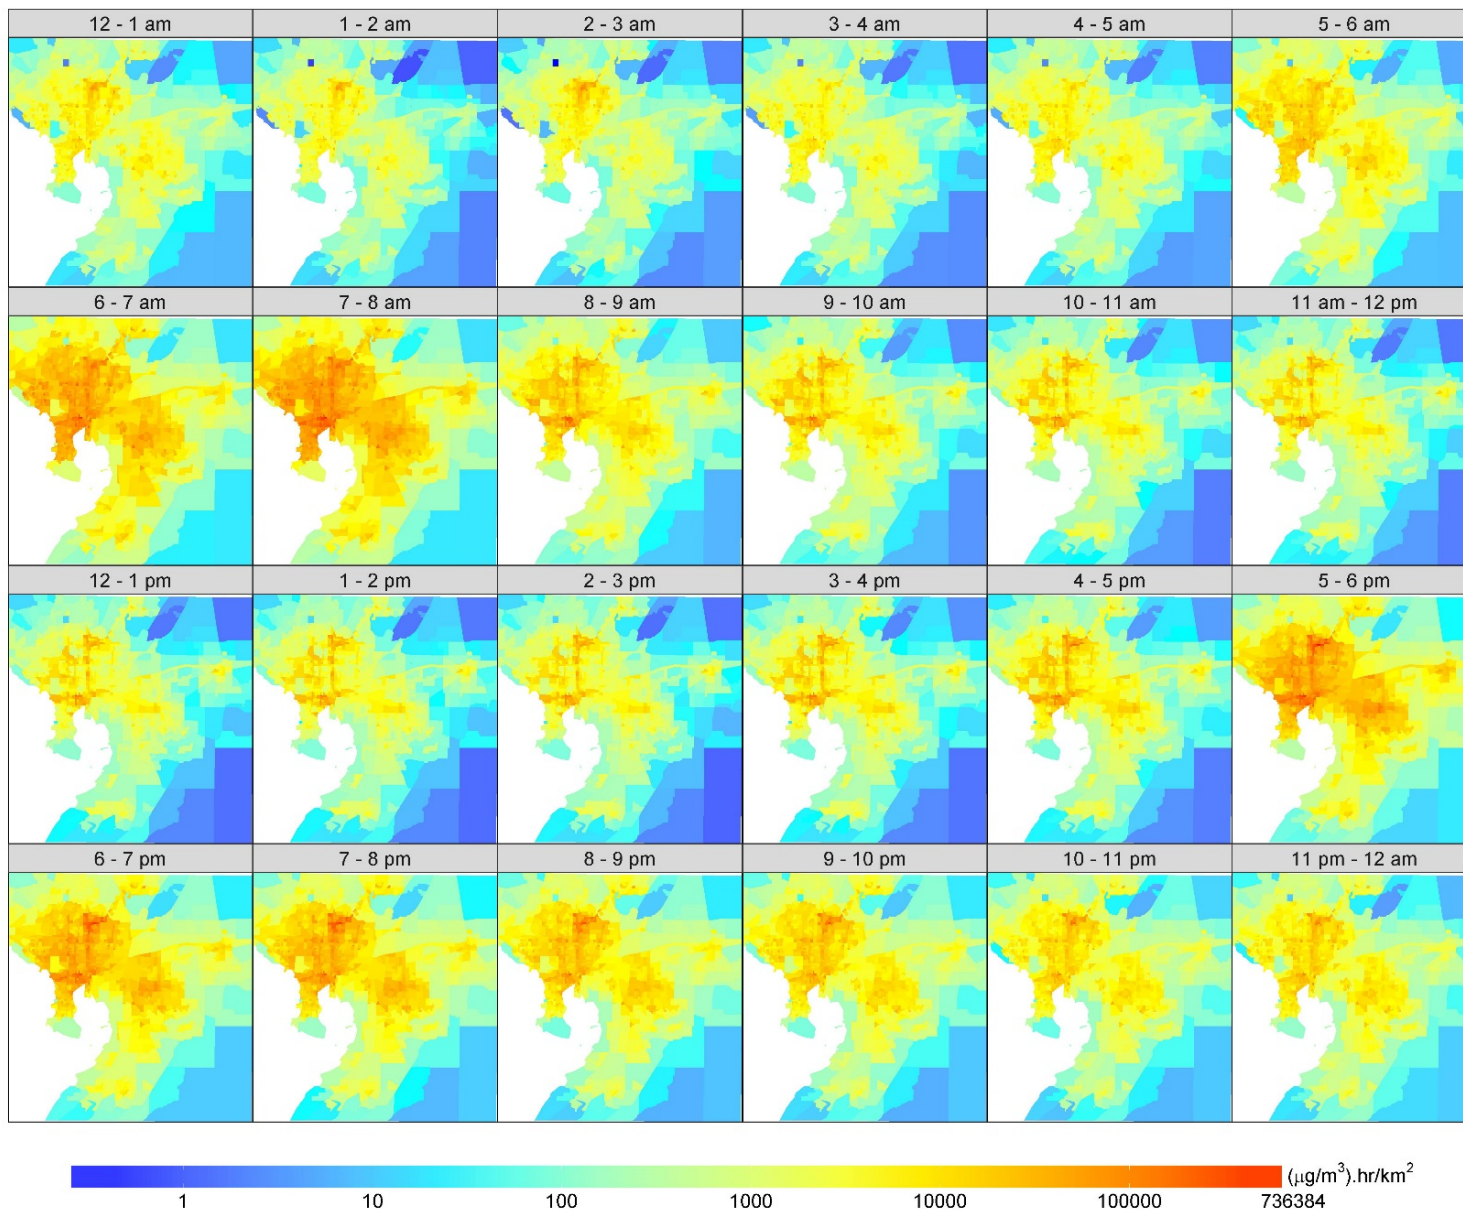 12 - 1 am 1 - 2 am 2 - 3 am 3 - 4 am 4 - 5 am 5 - 6 am
6 - 7 am 7 - 8 am 8 - 9 am 9 - 10 am 10 - 11 am 11 am - 12 pm
12 - 1 pm 1 - 2 pm 2 - 3 pm 3 - 4 pm 4 - 5 pm 5 - 6 pm
6 - 7 pm 7 - 8 pm 8 - 9 pm 9 - 10 pm 10 - 11 pm 11 pm - 12 am
(μg/m³).hr/km²
1 10 100 1000 10000 100000 736384